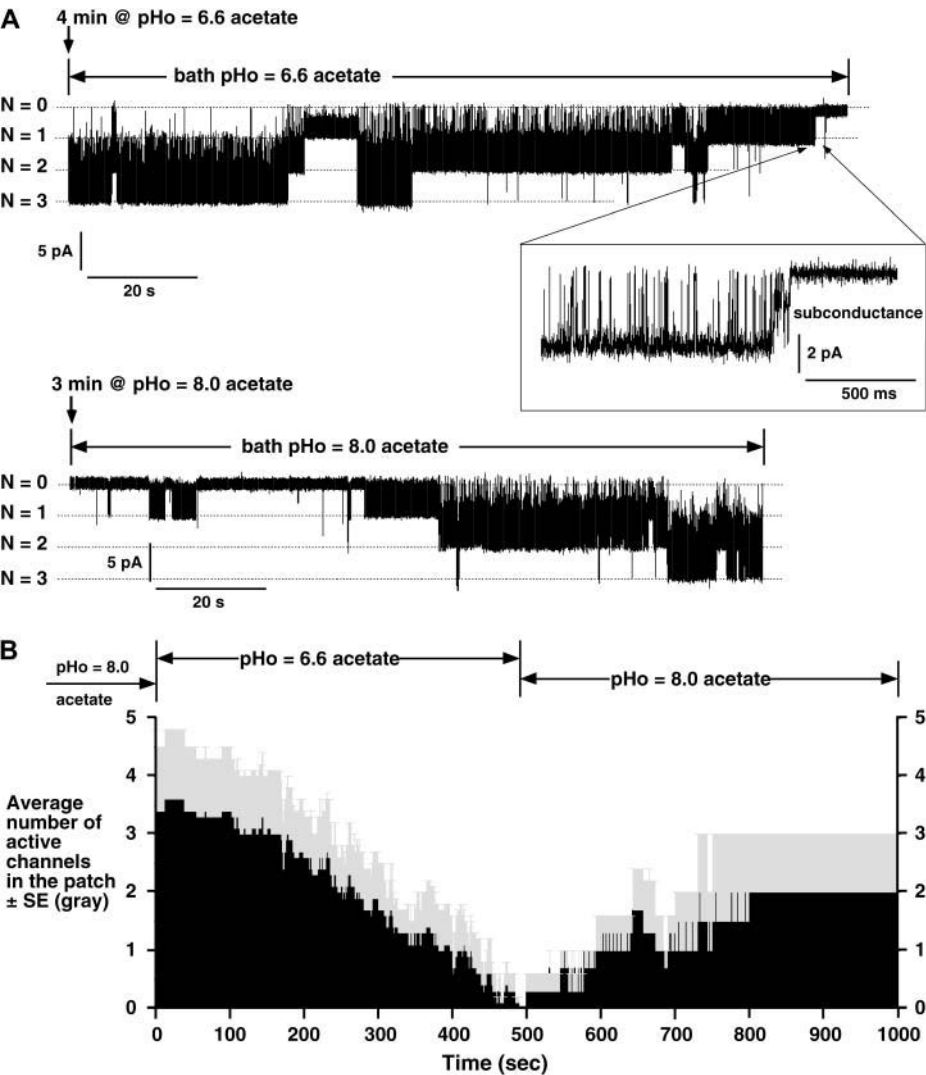 A
4 min @ pHo = 6.6 acetate
bath pHo = 6.6 acetate
N = 0
N = 1
N = 2
N = 3
5 pA
20 s
subconductance
2 pA
500 ms
3 min @ pHo = 8.0 acetate
bath pHo = 8.0 acetate
N = 0
N = 1
N = 2
N = 3
5 pA
20 s
B
pHo = 8.0
acetate
pHo = 6.6 acetate
pHo = 8.0 acetate
5
4
3
2
1
0
Average
number of
active
channels
in the patch
± SE (gray)
5
4
3
2
1
0
0 100 200 300 400 500 600 700 800 900 1000
Time (sec)